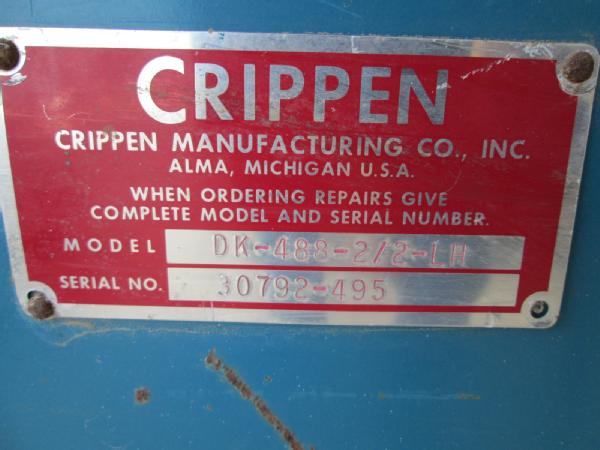 CRIPPEN
CRIPPEN MANUFACTURING CO., INC.
ALMA, MICHIGAN U.S.A.
WHEN ORDERING REPAIRS GIVE
COMPLETE MODEL AND SERIAL NUMBER.
MODEL DK-488-2/2-LH
SERIAL NO. 30792-495